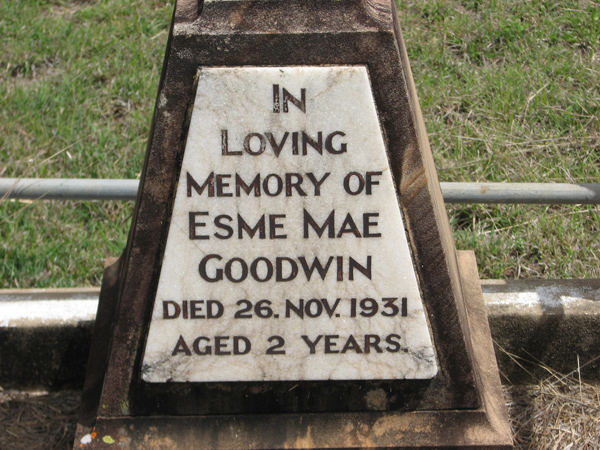 IN
LOVING
MEMORY OF
ESME MAE
GOODWIN
DIED 26. NOV. 1931
AGED 2 YEARS.